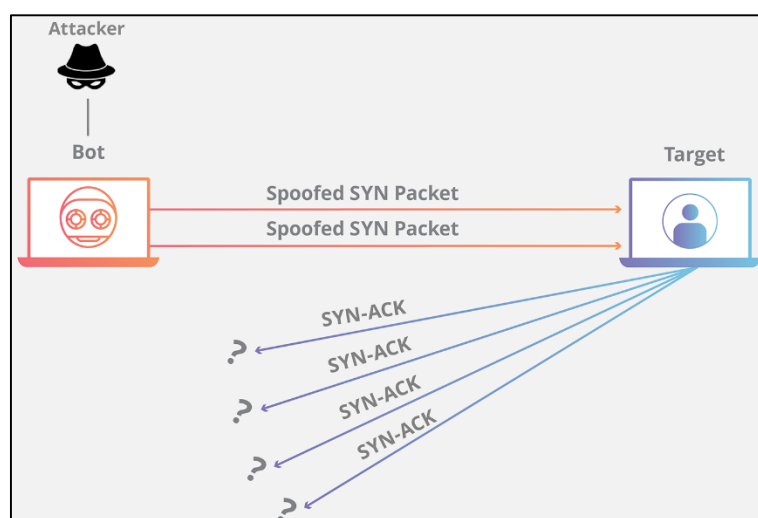 Attacker
Bot
Target
Spoofed SYN Packet
Spoofed SYN Packet
SYN-ACK
?
SYN-ACK
?
SYN-ACK
?
SYN-ACK
?